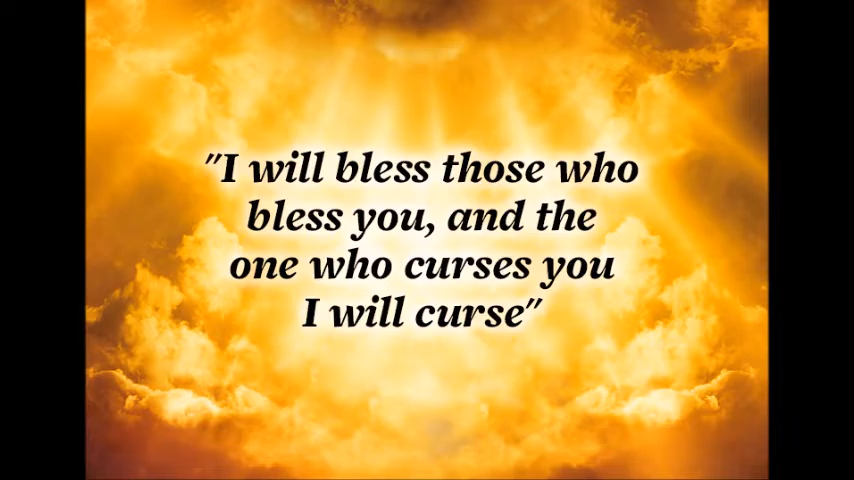 "I will bless those who
bless you, and the
one who curses you
I will curse"